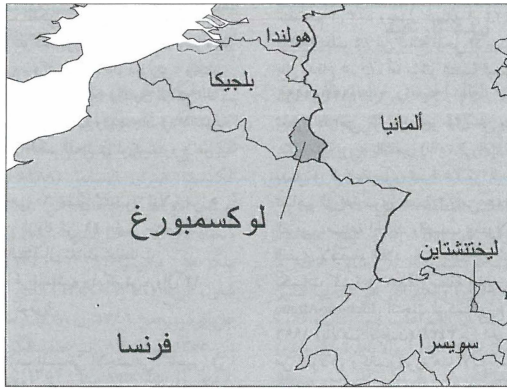 هولندا
بلجيكا
ألمانيا
لوكسمبورغ
ليختنشتاين
فرنسا
سويسرا